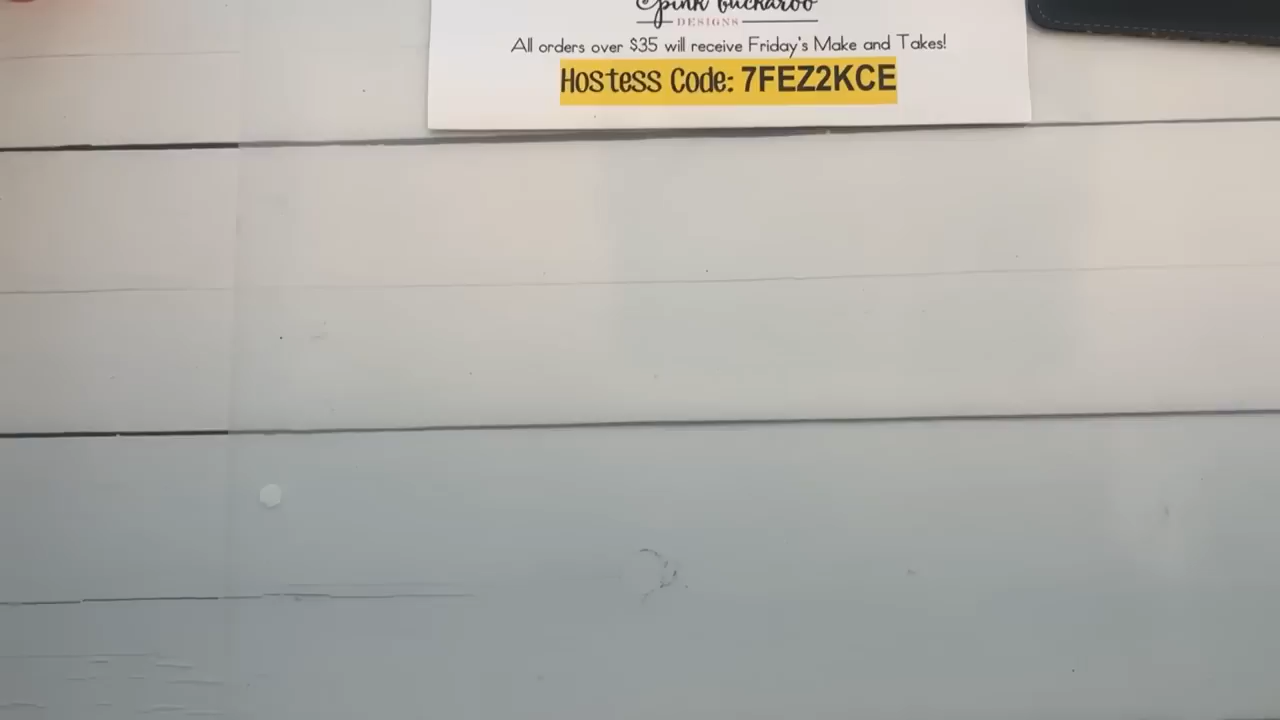 pink buckaroo
DESIGNS
All orders over $35 will receive Friday's Make and Takes!
Hostess Code: 7FEZ2KCE